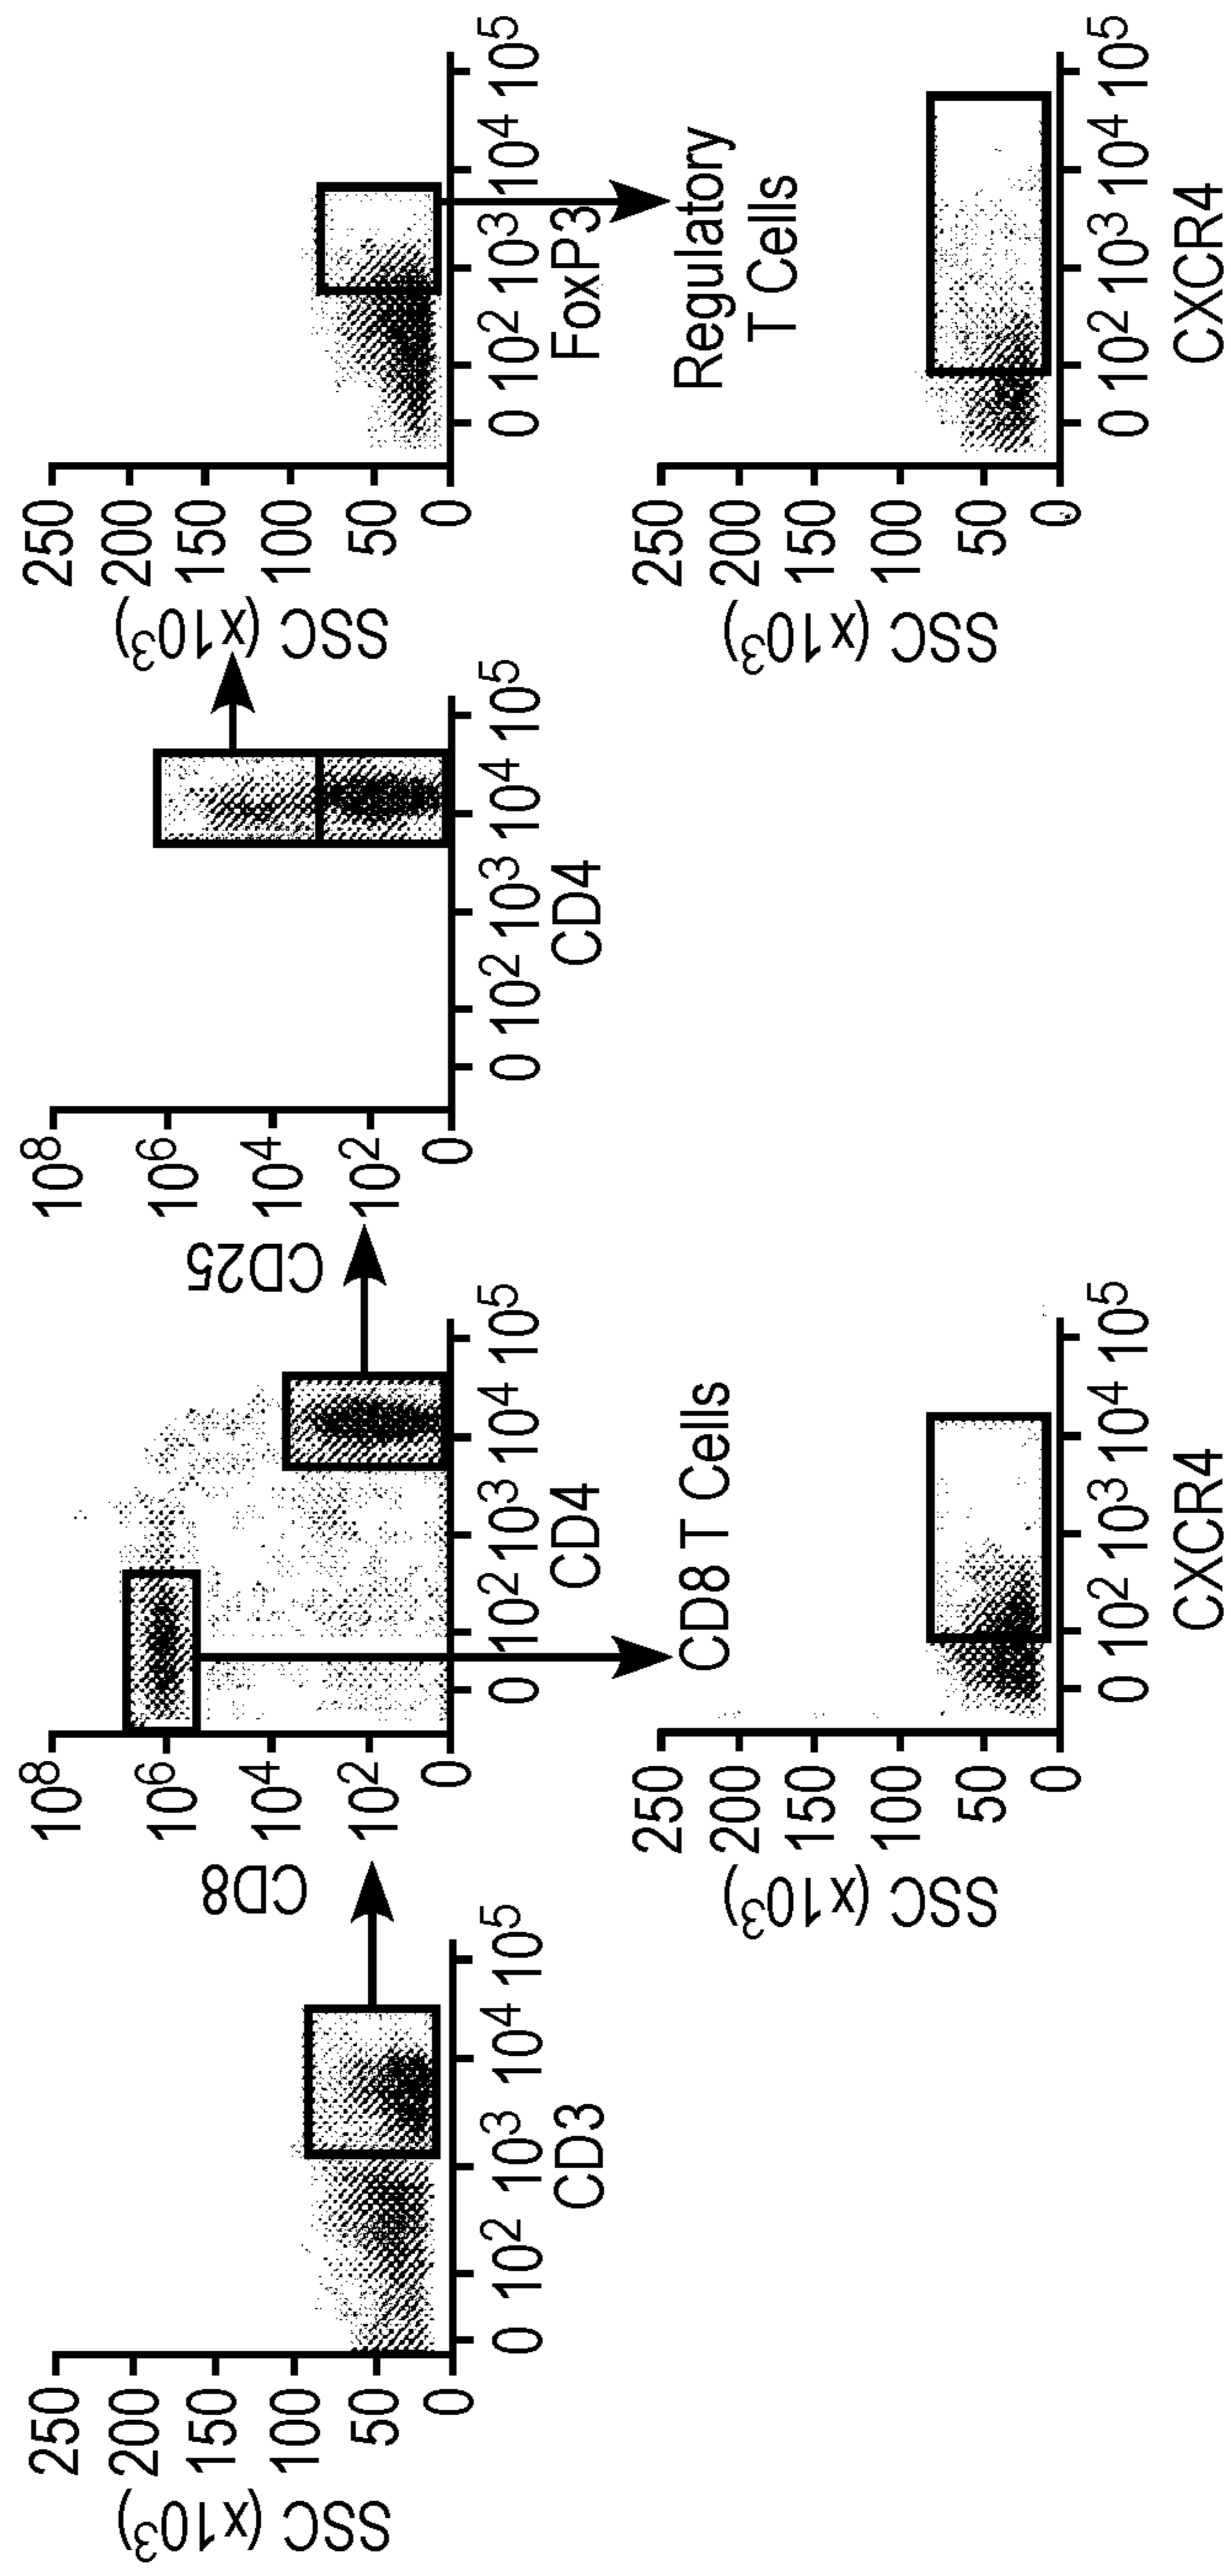 250
200
150
100
50
0
SSC (x10³)
0 10² 10³ 10⁴ 10⁵
CD3
10⁸
10⁶
10⁴
10²
0
CD8
0 10² 10³ 10⁴ 10⁵
CD4
10⁸
10⁶
10⁴
10²
0
CD25
0 10² 10³ 10⁴ 10⁵
CD4
250
200
150
100
50
0
SSC (x10³)
0 10² 10³ 10⁴ 10⁵
FoxP3
CD8 T Cells
250
200
150
100
50
0
SSC (x10³)
0 10² 10³ 10⁴ 10⁵
CXCR4
Regulatory
T Cells
250
200
150
100
50
0
SSC (x10³)
0 10² 10³ 10⁴ 10⁵
CXCR4